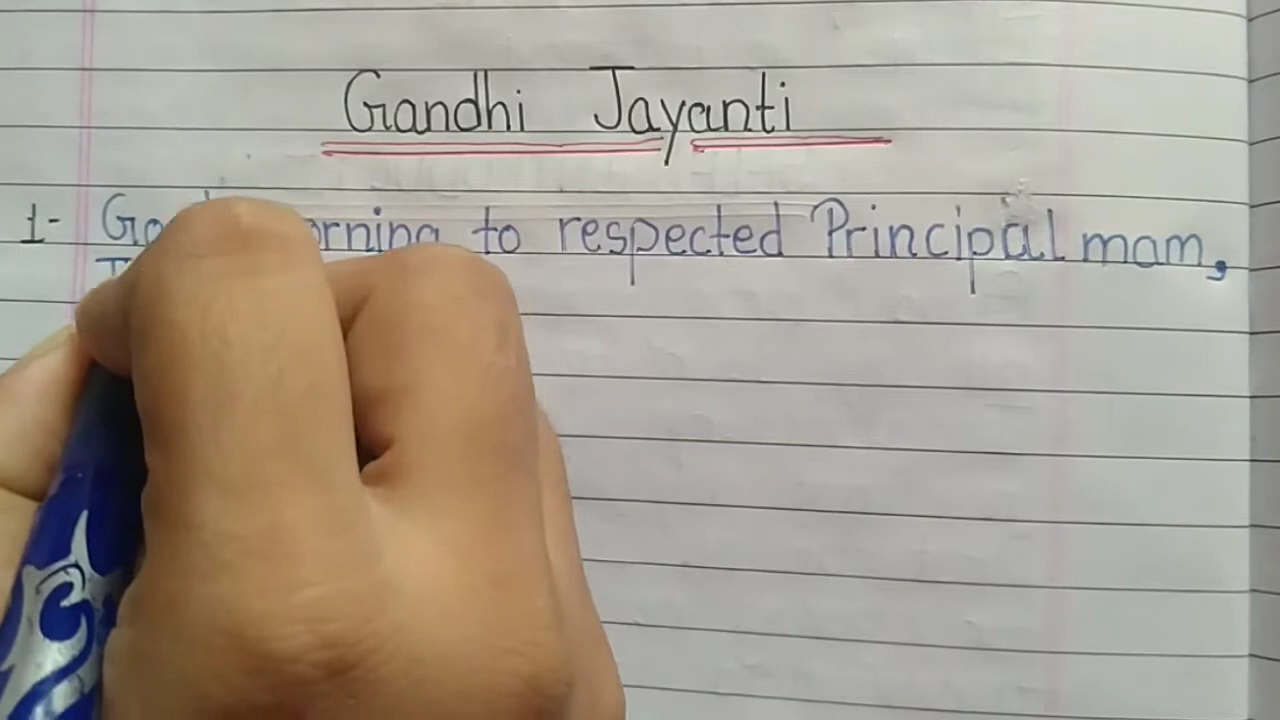 Gandhi Jayanti
1- to respected Principal mam,